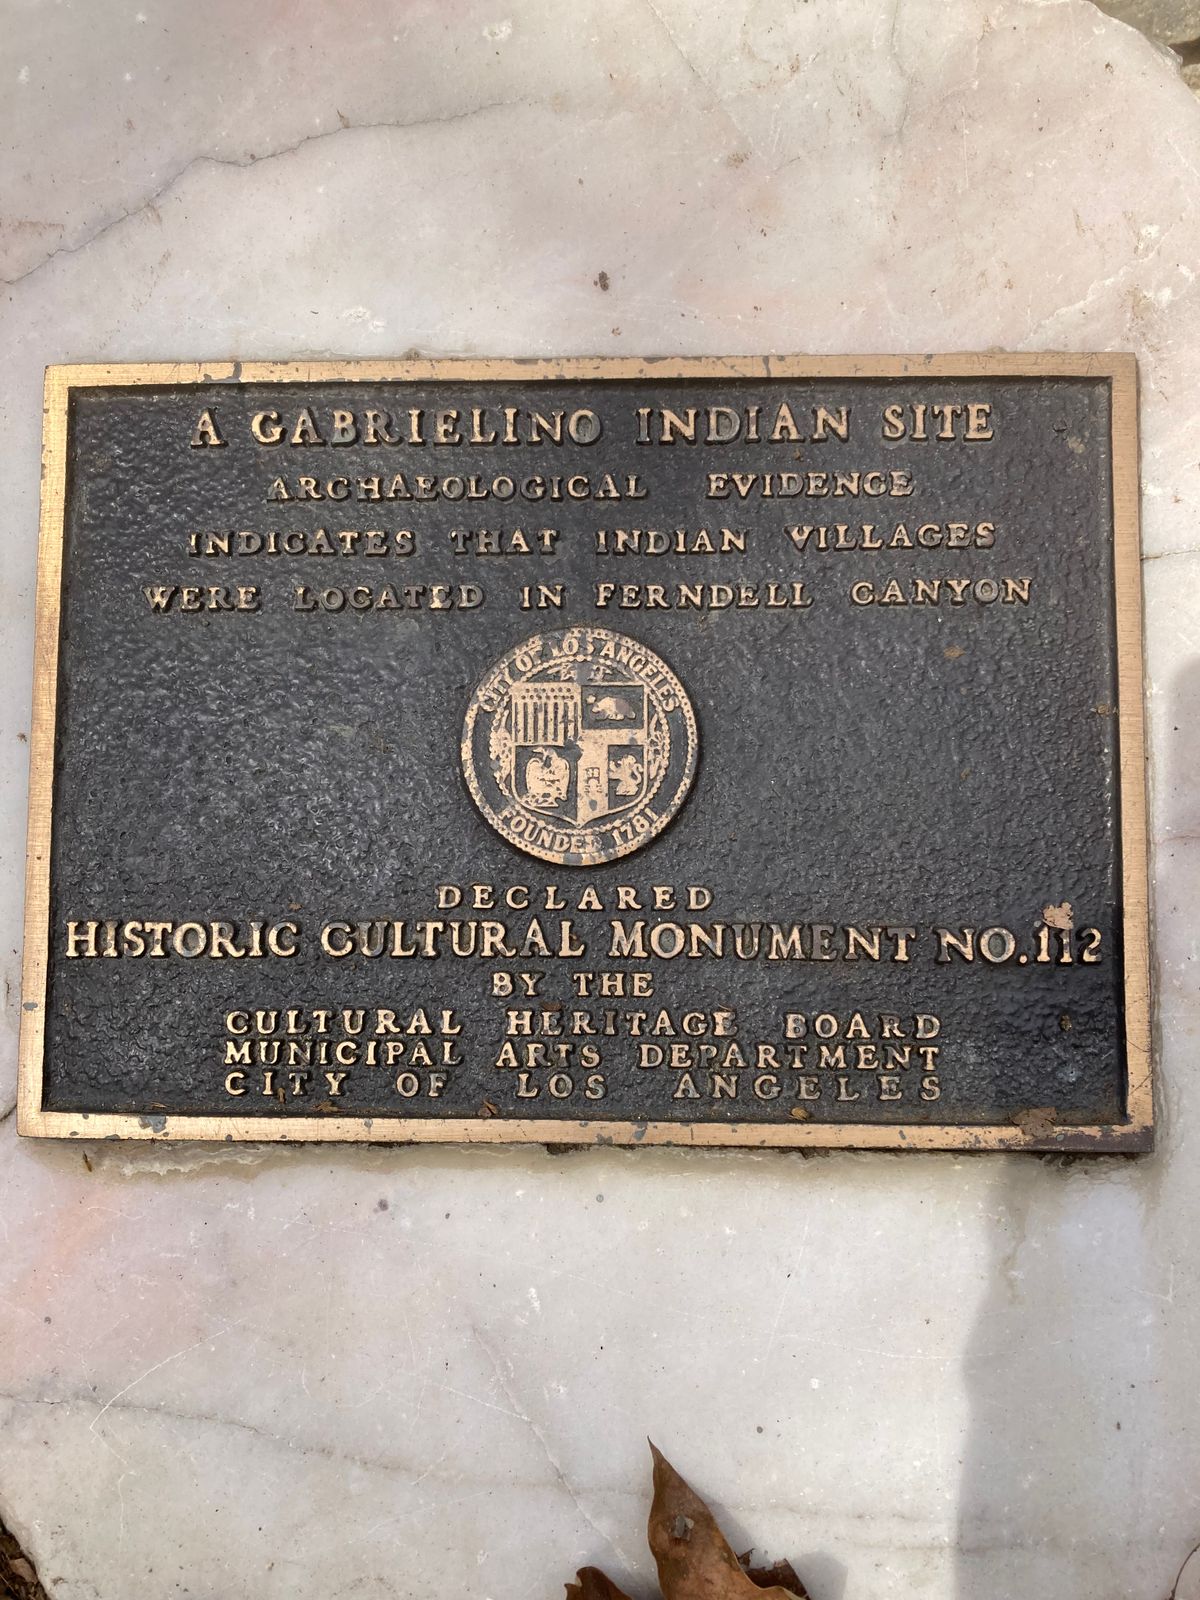 A GABRIELINO INDIAN SITE
ARCHAEOLOGICAL EVIDENCE
INDICATES THAT INDIAN VILLAGES
WERE LOCATED IN FERNDELL CANYON
CITY OF LOS ANGELES
FOUNDED 1781
DECLARED
HISTORIC CULTURAL MONUMENT NO.112
BY THE
CULTURAL HERITAGE BOARD
MUNICIPAL ARTS DEPARTMENT
CITY OF LOS ANGELES